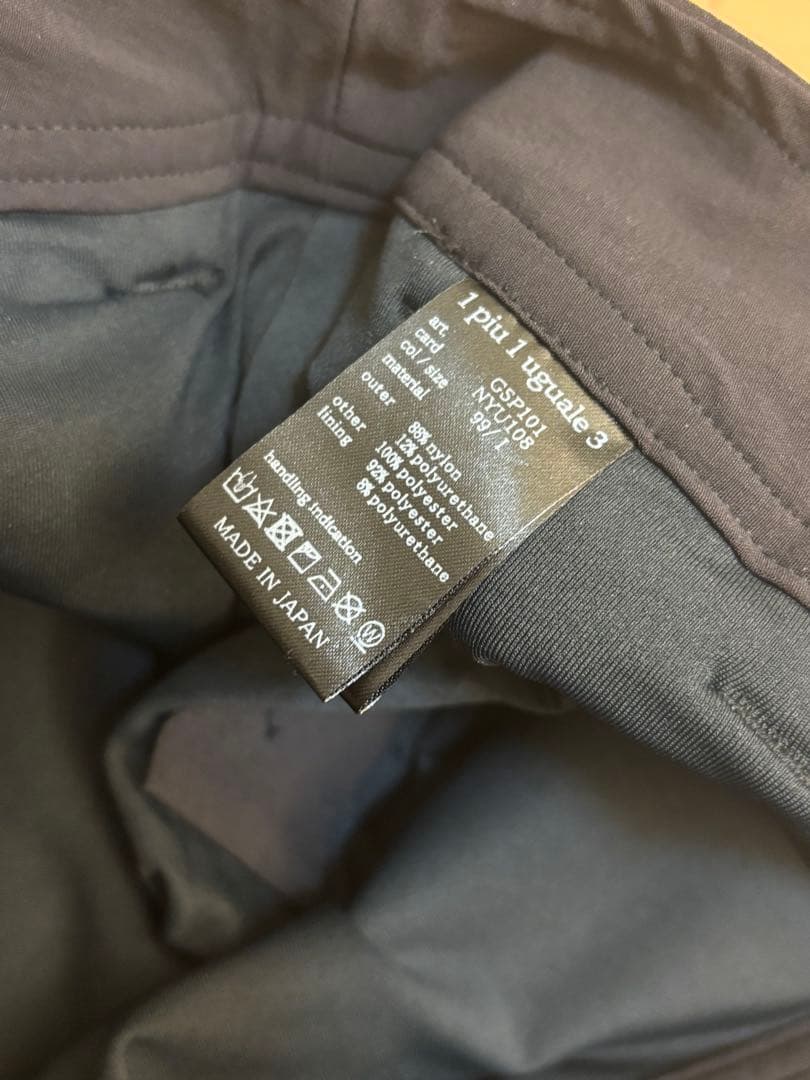 1 piu 1 uguale 3
art. GSP101
card NYU108
col / size 99/1
material
outer 88% nylon
12% polyurethane
other 100% polyester
lining 92% polyester
8% polyurethane
handling indication
W
MADE IN JAPAN